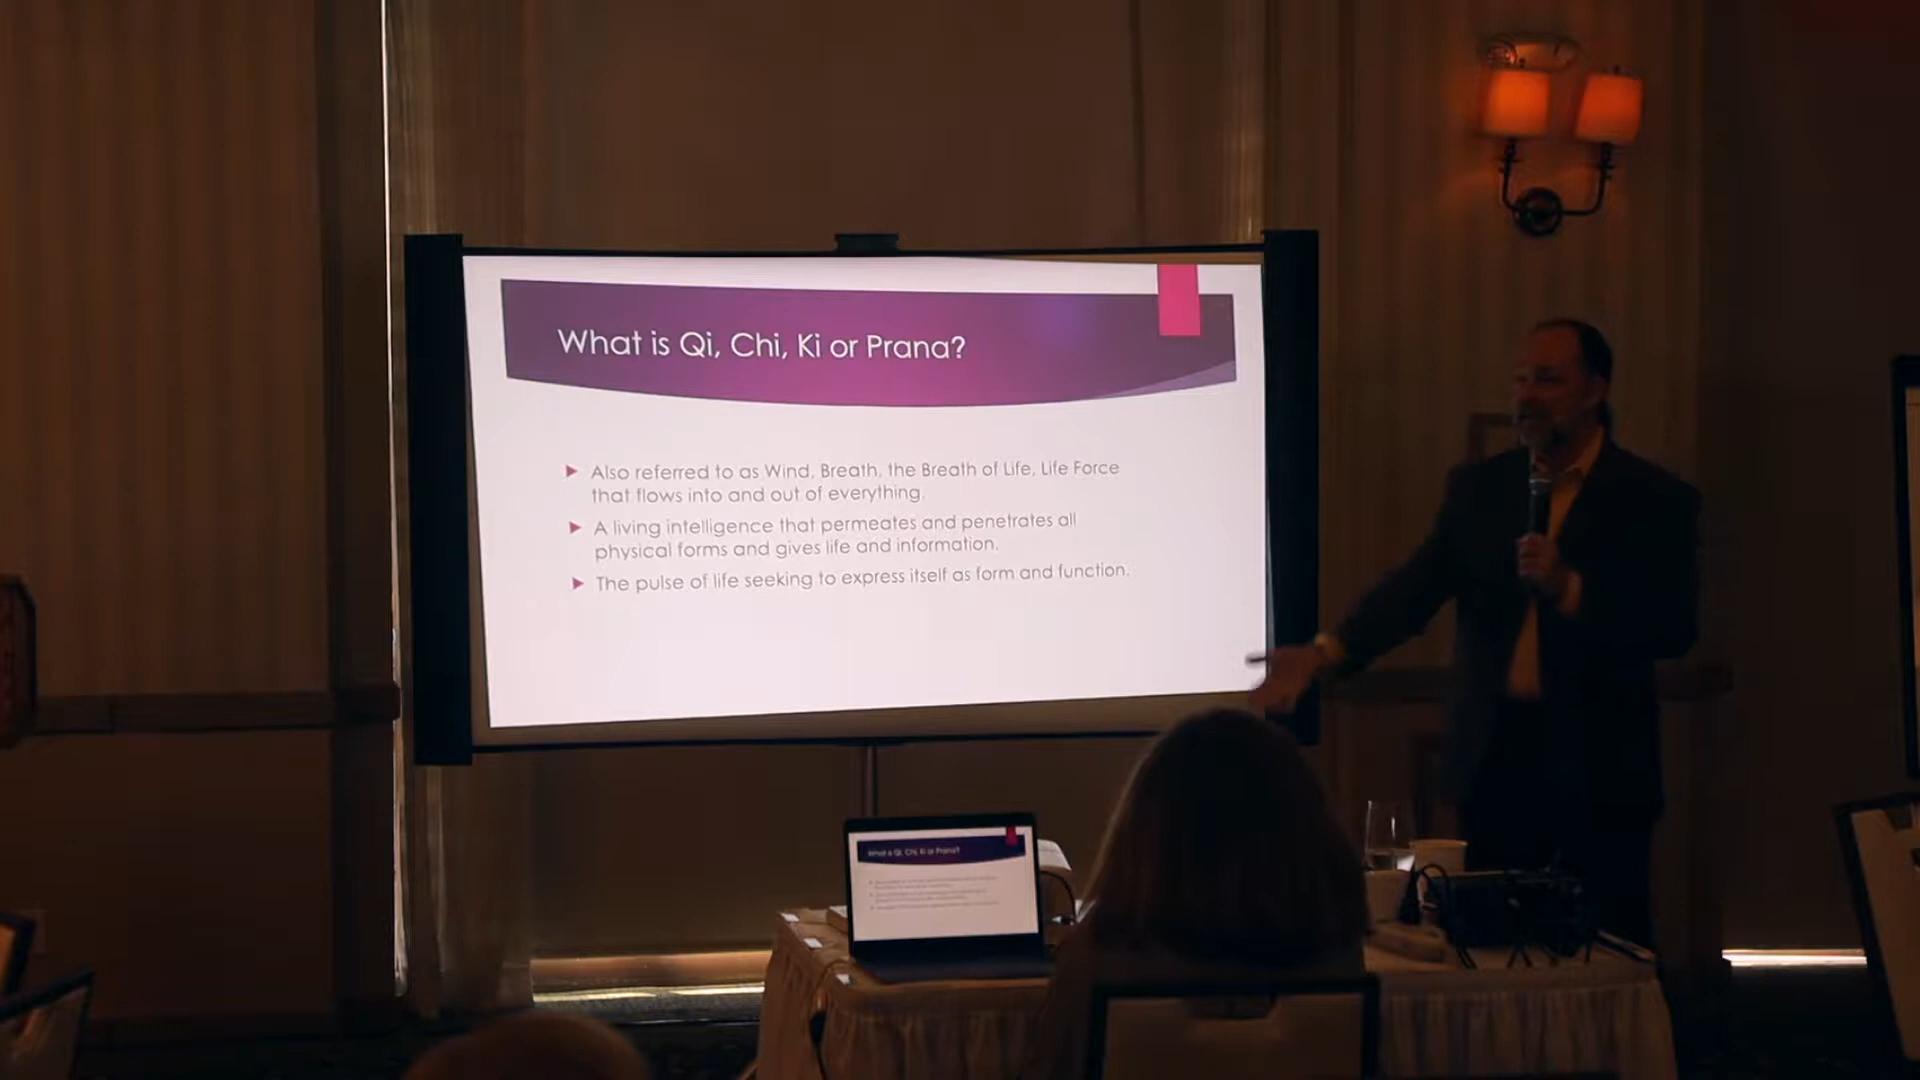 What is Qi, Chi, Ki or Prana?
Also referred to as Wind, Breath, the Breath of Life, Life Force
that flows into and out of everything.
A living intelligence that permeates and penetrates all
physical forms and gives life and information.
The pulse of life seeking to express itself as form and function.
What is Qi, Chi, Ki or Prana?